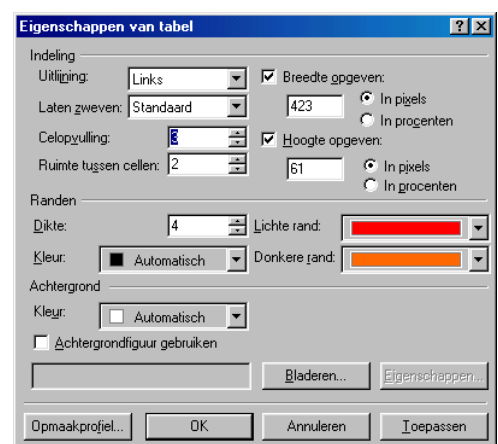 Eigenschappen van tabel
Indeling
Uitlijning: Links
Breedte opgeven:
Laten zweven: Standaard
423
In pixels
In procenten
Celopvulling: 3
Hoogte opgeven:
Ruimte tussen cellen: 2
61
In pixels
In procenten
Randen
Dikte: 4
Lichte rand:
Kleur: Automatisch
Donkere rand:
Achtergrond
Kleur: Automatisch
Achtergrondfiguur gebruiken
Bladeren... Eigenschappen...
Opmaakprofiel... OK Annuleren Toepassen